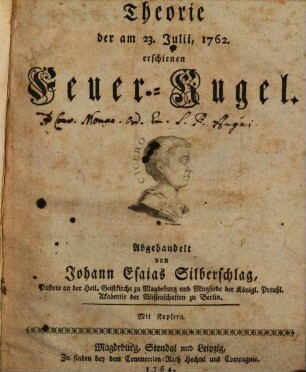 Theorie
der am 23. Julii, 1762.
erschienen
Feuer-Kugel.
CICERO
Abgehandelt
von
Johann Esaias Silberschlag,
Pastore an der Heil. Geistkirche zu Magdeburg und Mitgliede der Königl. Preußl.
Akademie der Wissenschaften zu Berlin.
Mit Kupfern.
Magdeburg, Stendal und Leipzig,
Zu finden bey dem Commercien-Rath Hechtel und Compagnie.
1764.